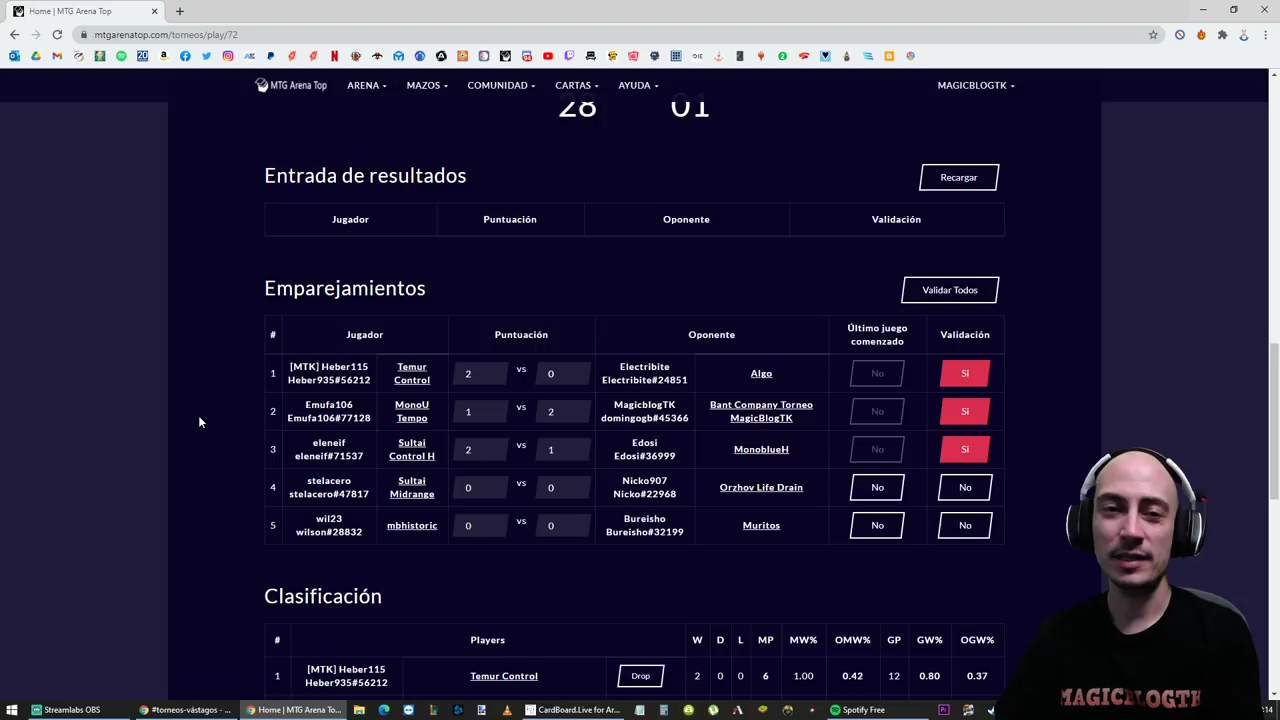 Home | MTG Arena Top
mtgarenatop.com/torneos/play/72
MTG Arena Top
ARENA
MAZOS
COMUNIDAD
CARTAS
AYUDA
MAGICBLOGTK
28
01
Entrada de resultados
Recargar
Jugador
Puntuación
Oponente
Validación
Emparejamientos
Validar Todos
#
Jugador
Puntuación
Oponente
Último juego
comenzado
Validación
1
[MTK] Heber115
Heber935#56212
Temur
Control
2
vs
0
Electribite
Electribite#24851
Algo
No
Si
2
Emufa106
Emufa106#77128
MonoU
Tempo
1
vs
2
MagicblogTK
domingogb#45366
Bant Company Torneo
MagicBlogTK
No
Si
3
eleneif
eleneif#71537
Sultai
Control H
2
vs
1
Edosi
Edosi#36999
MonoblueH
No
Si
4
stelacero
stelacero#47817
Sultai
Midrange
0
vs
0
Nicko907
Nicko#22968
Orzhov Life Drain
No
No
5
wil23
wilson#28832
mbhistoric
0
vs
0
Bureisho
Bureisho#32199
Muritos
No
No
Clasificación
#
Players
W
D
L
MP
MW%
OMW%
GP
GW%
OGW%
1
[MTK] Heber115
Heber935#56212
Temur Control
Drop
2
0
0
6
1.00
0.42
12
0.80
0.37
MAGICBLOGTK
Streamlabs OBS
#torneos-vástagos - ...
Home | MTG Arena To...
CardBoard.Live for Ar...
Spotify Free